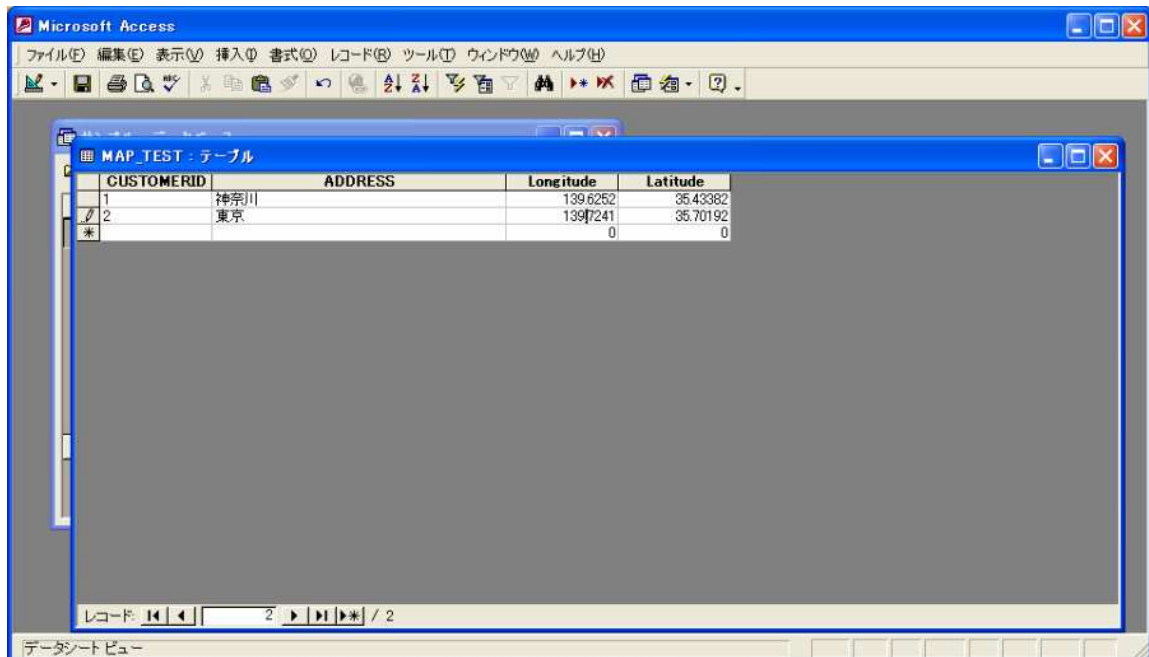 Microsoft Access
ファイル(F) 編集(E) 表示(V) 挿入(I) 書式(O) レコード(R) ツール(T) ウィンドウ(W) ヘルプ(H)
MAP_TEST : テーブル
CUSTOMERID ADDRESS Longitude Latitude
1 神奈川 139.6252 35.43382
2 東京 139.7241 35.70192
0 0
レコード: 2 / 2
データシート ビュー